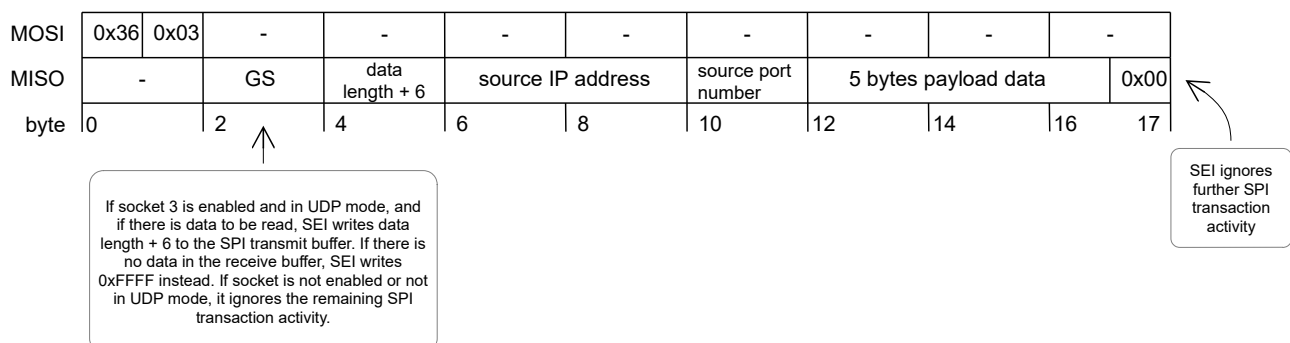 MOSI 0x36 0x03 - - - - - - - -
MISO - GS data length + 6 source IP address source port number 5 bytes payload data 0x00
byte 0 2 4 6 8 10 12 14 16 17
If socket 3 is enabled and in UDP mode, and
if there is data to be read, SEI writes data
length + 6 to the SPI transmit buffer. If there is
no data in the receive buffer, SEI writes
0xFFFF instead. If socket is not enabled or not
in UDP mode, it ignores the remaining SPI
transaction activity.
SEI ignores
further SPI
transaction
activity